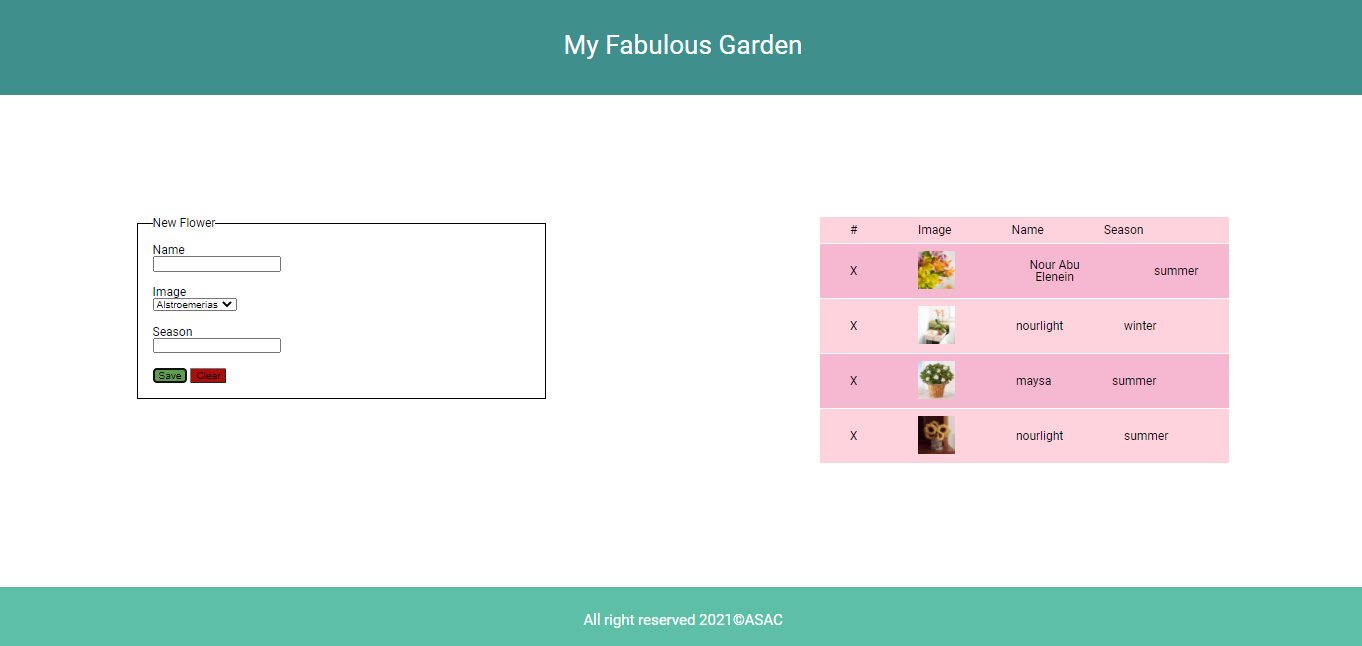 My Fabulous Garden
New Flower
Name
Image
Alstroemerias
Season
Save Clear
# Image Name Season
X Nour Abu Elenein summer
X nourlight winter
X maysa summer
X nourlight summer
All right reserved 2021©ASAC